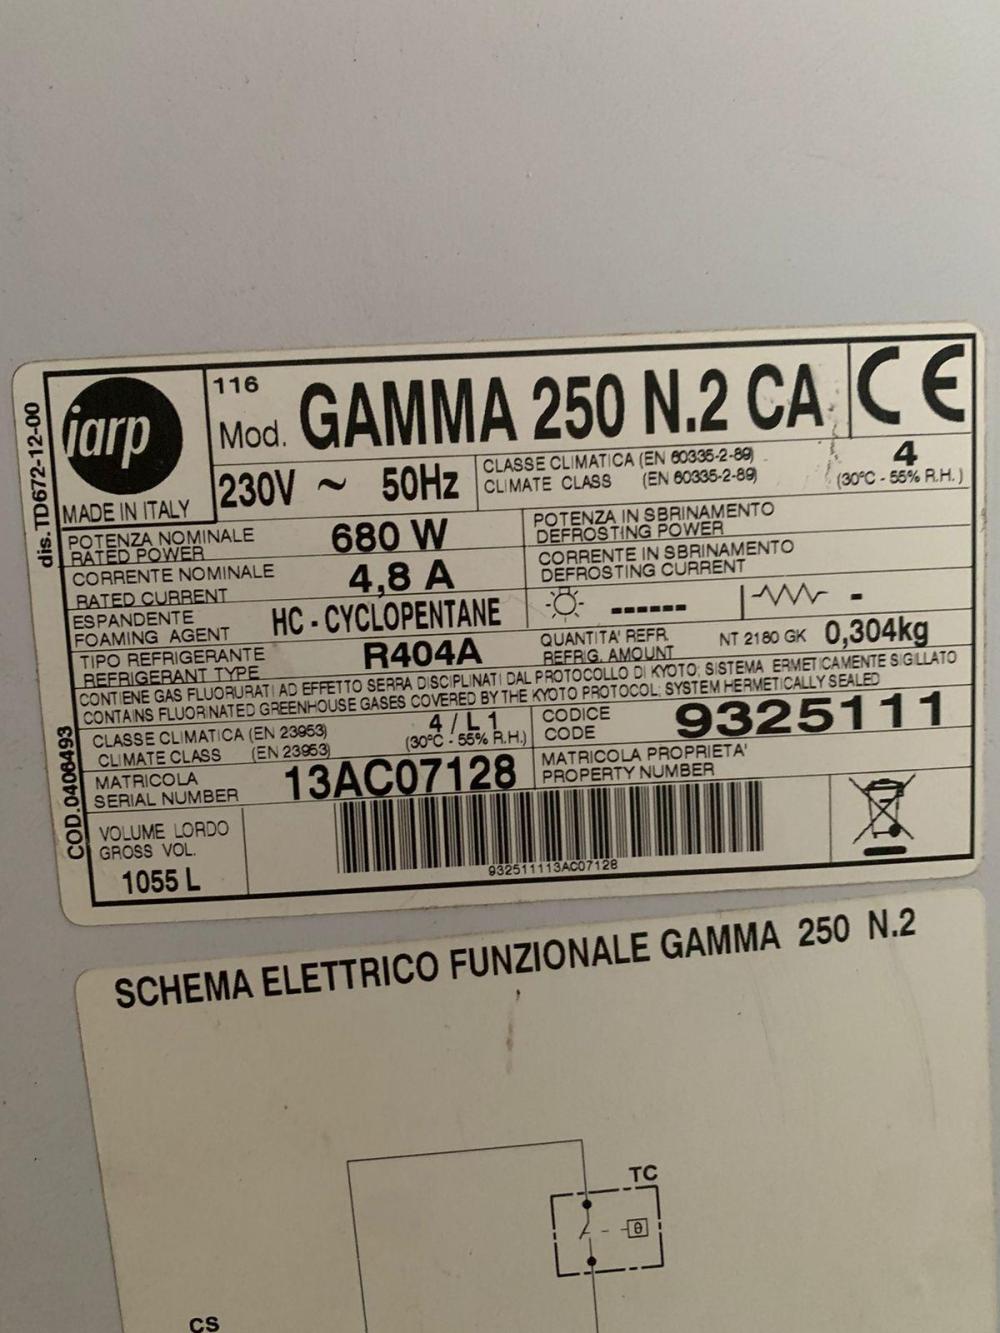 dis. TD672-12-00
COD.0406493
iarp
MADE IN ITALY
116
Mod. GAMMA 250 N.2 CA
CE
230V ~ 50Hz
CLASSE CLIMATICA (EN 60335-2-89)
CLIMATE CLASS (EN 60335-2-89)
4
(30°C - 55% R.H.)
POTENZA NOMINALE
RATED POWER
680 W
POTENZA IN SBRINAMENTO
DEFROSTING POWER
CORRENTE NOMINALE
RATED CURRENT
4,8 A
CORRENTE IN SBRINAMENTO
DEFROSTING CURRENT
ESPANDENTE
FOAMING AGENT
HC - CYCLOPENTANE
------
-
TIPO REFRIGERANTE
REFRIGERANT TYPE
R404A
QUANTITA' REFR.
REFRIG. AMOUNT
NT 2180 GK 0,304kg
CONTIENE GAS FLUORURATI AD EFFETTO SERRA DISCIPLINATI DAL PROTOCOLLO DI KYOTO; SISTEMA ERMETICAMENTE SIGILLATO
CONTAINS FLUORINATED GREENHOUSE GASES COVERED BY THE KYOTO PROTOCOL; SYSTEM HERMETICALLY SEALED
CLASSE CLIMATICA (EN 23953)
CLIMATE CLASS (EN 23953)
4 / L1
(30°C - 55% R.H.)
CODICE
CODE
9325111
MATRICOLA
SERIAL NUMBER
13AC07128
MATRICOLA PROPRIETA'
PROPERTY NUMBER
VOLUME LORDO
GROSS VOL.
1055 L
932511113AC07128
SCHEMA ELETTRICO FUNZIONALE GAMMA 250 N.2
TC
θ
CS